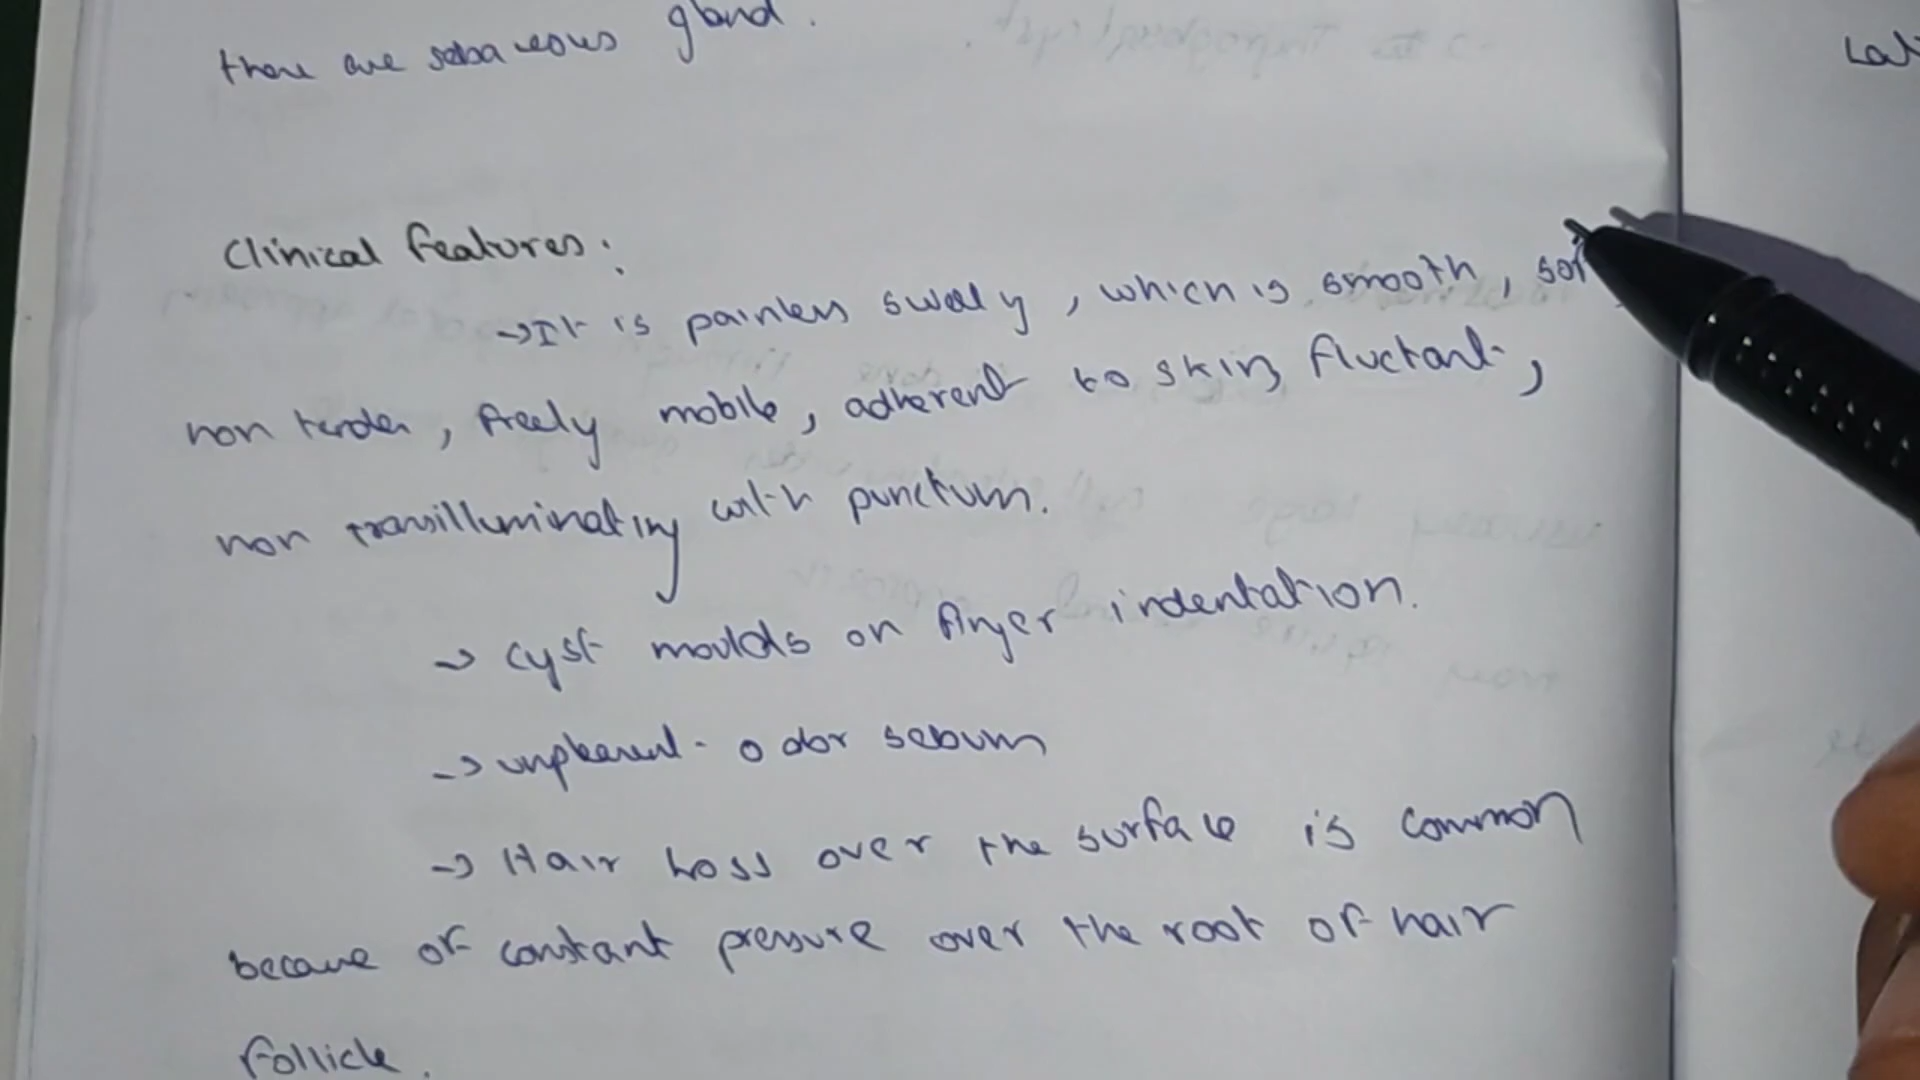 there are sebaceous gland.
Clinical features:
→ It is painless swelly, which is smooth, sof
non tender, freely mobile, adherent to skin, fluctant,
non transilluminating with punctum.
→ cyst moulds on finger indentation.
→ unpleasant odor sebum
→ Hair loss over the surface is common
because of constant pressure over the root of hair
follicle.